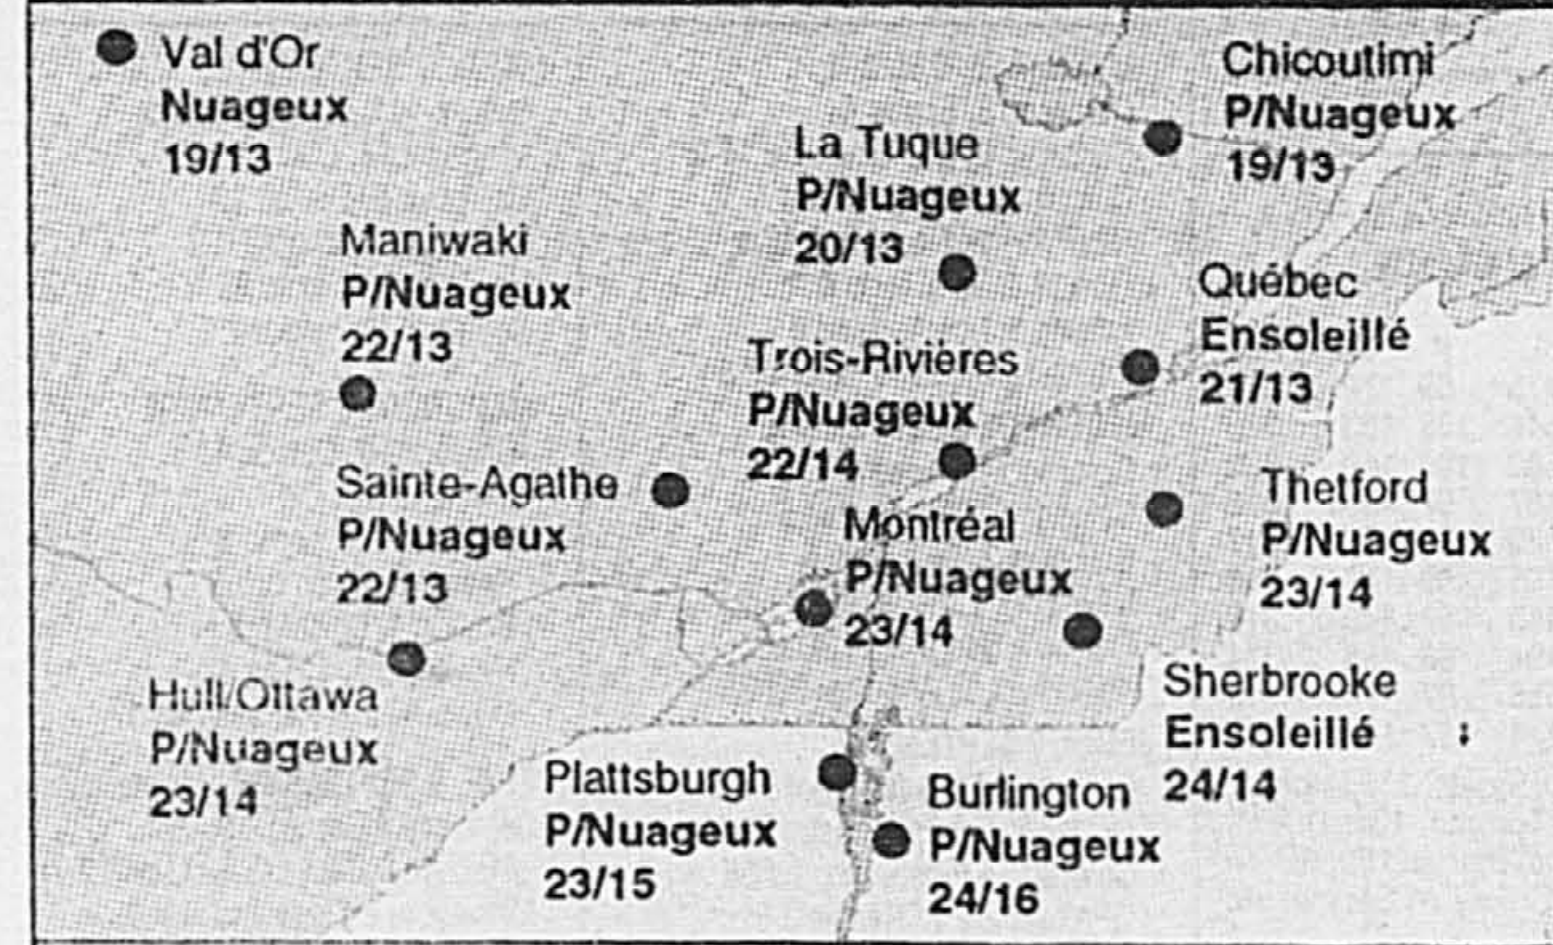 Val d'Or
Nuageux
19/13
Chicoutimi
P/Nuageux
19/13
La Tuque
P/Nuageux
20/13
Maniwaki
P/Nuageux
22/13
Québec
Ensoleillé
21/13
Trois-Rivières
P/Nuageux
22/14
Sainte-Agathe
P/Nuageux
22/13
Thetford
P/Nuageux
23/14
Montréal
P/Nuageux
23/14
Hull/Ottawa
P/Nuageux
23/14
Sherbrooke
Ensoleillé
24/14
Plattsburgh
P/Nuageux
23/15
Burlington
P/Nuageux
24/16